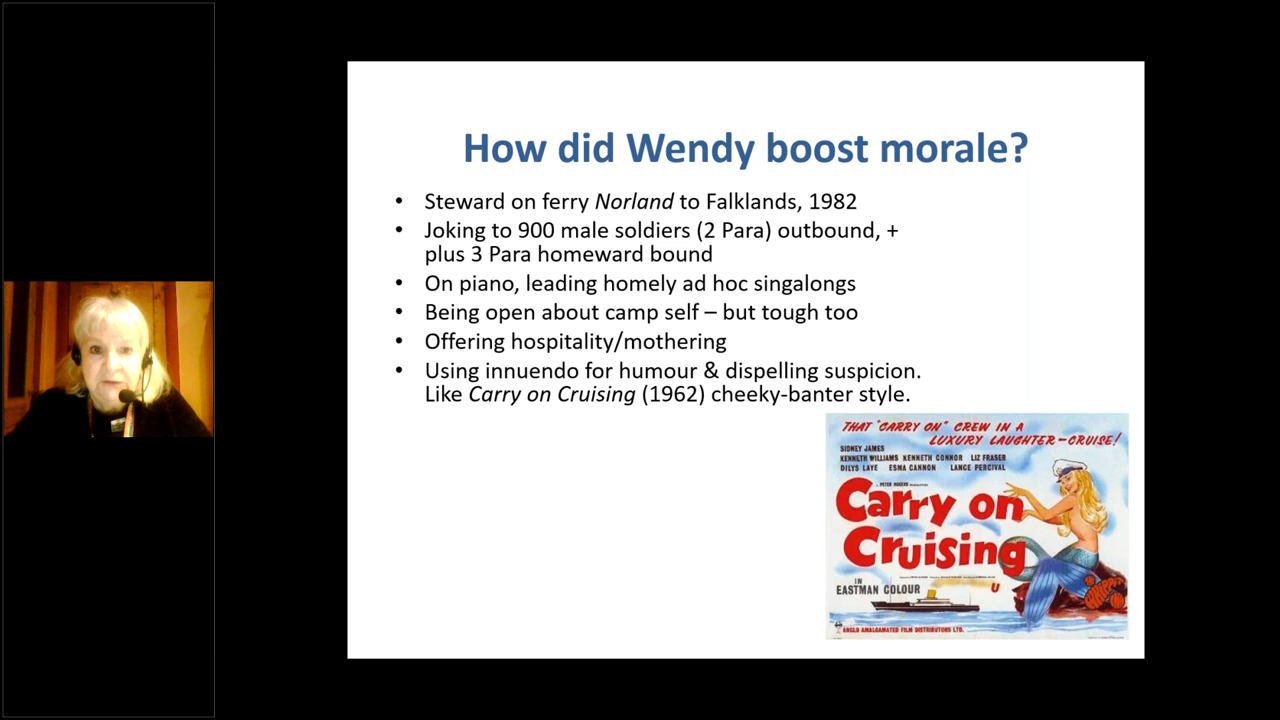 How did Wendy boost morale?
• Steward on ferry Norland to Falklands, 1982
• Joking to 900 male soldiers (2 Para) outbound, +
plus 3 Para homeward bound
• On piano, leading homely ad hoc singalongs
• Being open about camp self – but tough too
• Offering hospitality/mothering
• Using innuendo for humour & dispelling suspicion.
Like Carry on Cruising (1962) cheeky-banter style.
THAT "CARRY ON" CREW IN A
LUXURY LAUGHTER-CRUISE!
SIDNEY JAMES
KENNETH WILLIAMS KENNETH CONNOR LIZ FRASER
DILYS LAYE ESMA CANNON LANCE PERCIVAL
A PETER ROGERS PRODUCTION
Carry on
Cruising
IN
EASTMAN COLOUR
U
ANGLO AMALGAMATED FILM DISTRIBUTORS LTD.